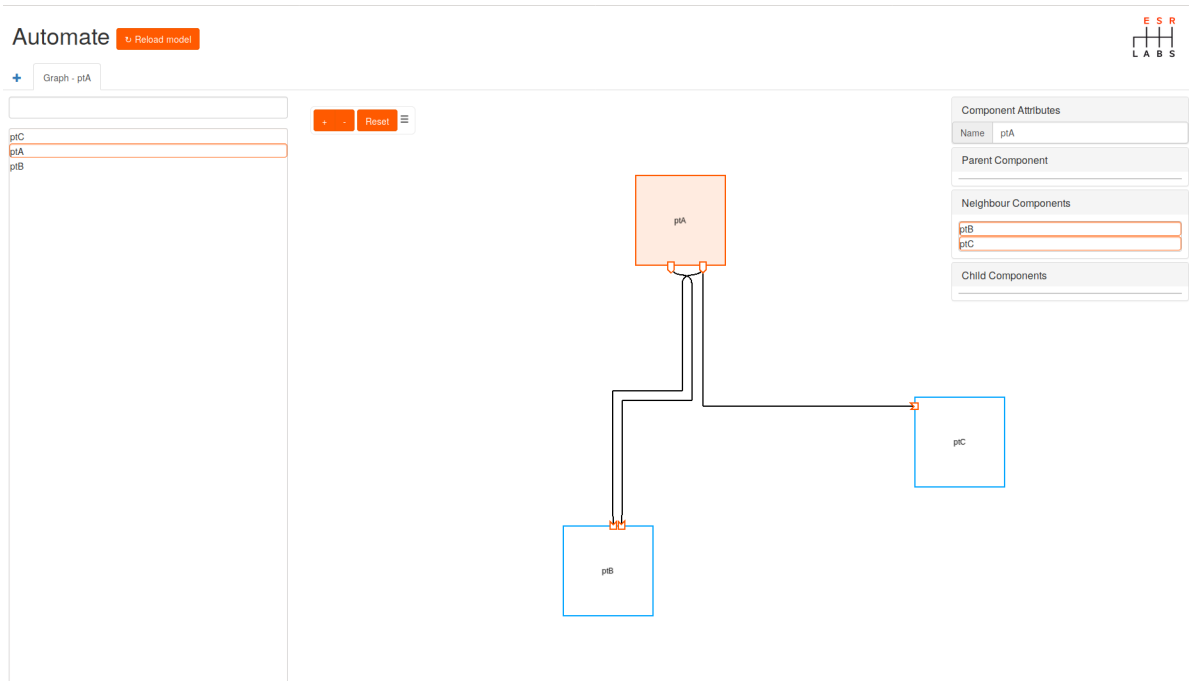 Automate
↻ Reload model
E S R
L A B S
+
Graph - ptA
ptC
ptA
ptB
+ -
Reset
☰
ptA
ptC
ptB
Component Attributes
Name ptA
Parent Component
Neighbour Components
ptB
ptC
Child Components